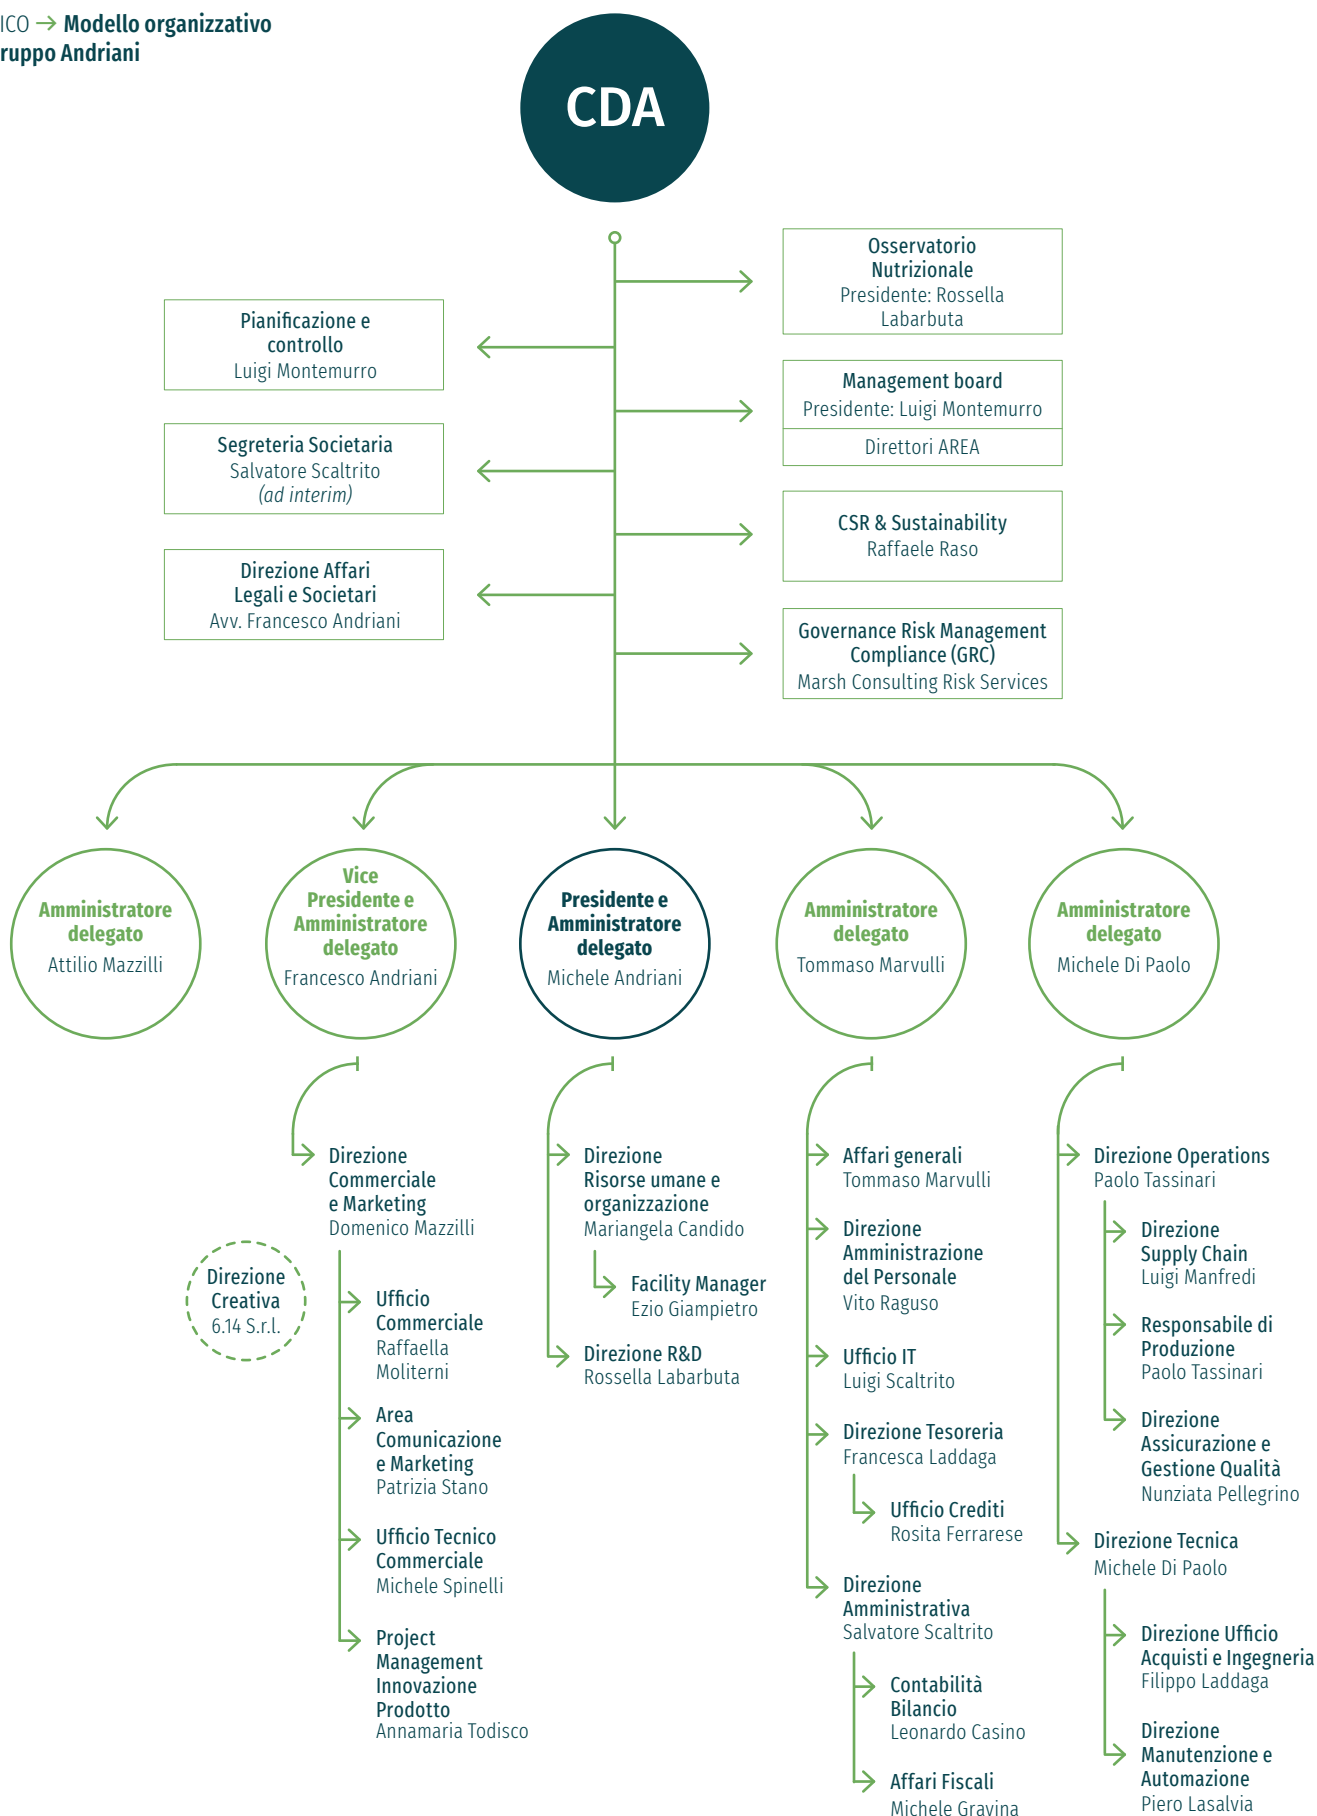 ICO → Modello organizzativo
ruppo Andriani
CDA
Osservatorio
Nutrizionale
Presidente: Rossella
Labarbuta
Pianificazione e
controllo
Luigi Montemurro
Management board
Presidente: Luigi Montemurro
Direttori AREA
Segreteria Societaria
Salvatore Scaltrito
(ad interim)
CSR & Sustainability
Raffaele Raso
Direzione Affari
Legali e Societari
Avv. Francesco Andriani
Governance Risk Management
Compliance (GRC)
Marsh Consulting Risk Services
Amministratore
delegato
Attilio Mazzilli
Vice
Presidente e
Amministratore
delegato
Francesco Andriani
Presidente e
Amministratore
delegato
Michele Andriani
Amministratore
delegato
Tommaso Marvulli
Amministratore
delegato
Michele Di Paolo
Direzione
Commerciale
e Marketing
Domenico Mazzilli
Direzione
Creativa
6.14 S.r.l.
Ufficio
Commerciale
Raffaella
Moliterni
Area
Comunicazione
e Marketing
Patrizia Stano
Ufficio Tecnico
Commerciale
Michele Spinelli
Project
Management
Innovazione
Prodotto
Annamaria Todisco
Direzione
Risorse umane e
organizzazione
Mariangela Candido
Facility Manager
Ezio Giampietro
Direzione R&D
Rossella Labarbuta
Affari generali
Tommaso Marvulli
Direzione
Amministrazione
del Personale
Vito Raguso
Ufficio IT
Luigi Scaltrito
Direzione Tesoreria
Francesca Laddaga
Ufficio Crediti
Rosita Ferrarese
Direzione
Amministrativa
Salvatore Scaltrito
Contabilità
Bilancio
Leonardo Casino
Affari Fiscali
Michele Gravina
Direzione Operations
Paolo Tassinari
Direzione
Supply Chain
Luigi Manfredi
Responsabile di
Produzione
Paolo Tassinari
Direzione
Assicurazione e
Gestione Qualità
Nunziata Pellegrino
Direzione Tecnica
Michele Di Paolo
Direzione Ufficio
Acquisti e Ingegneria
Filippo Laddaga
Direzione
Manutenzione e
Automazione
Piero Lasalvia